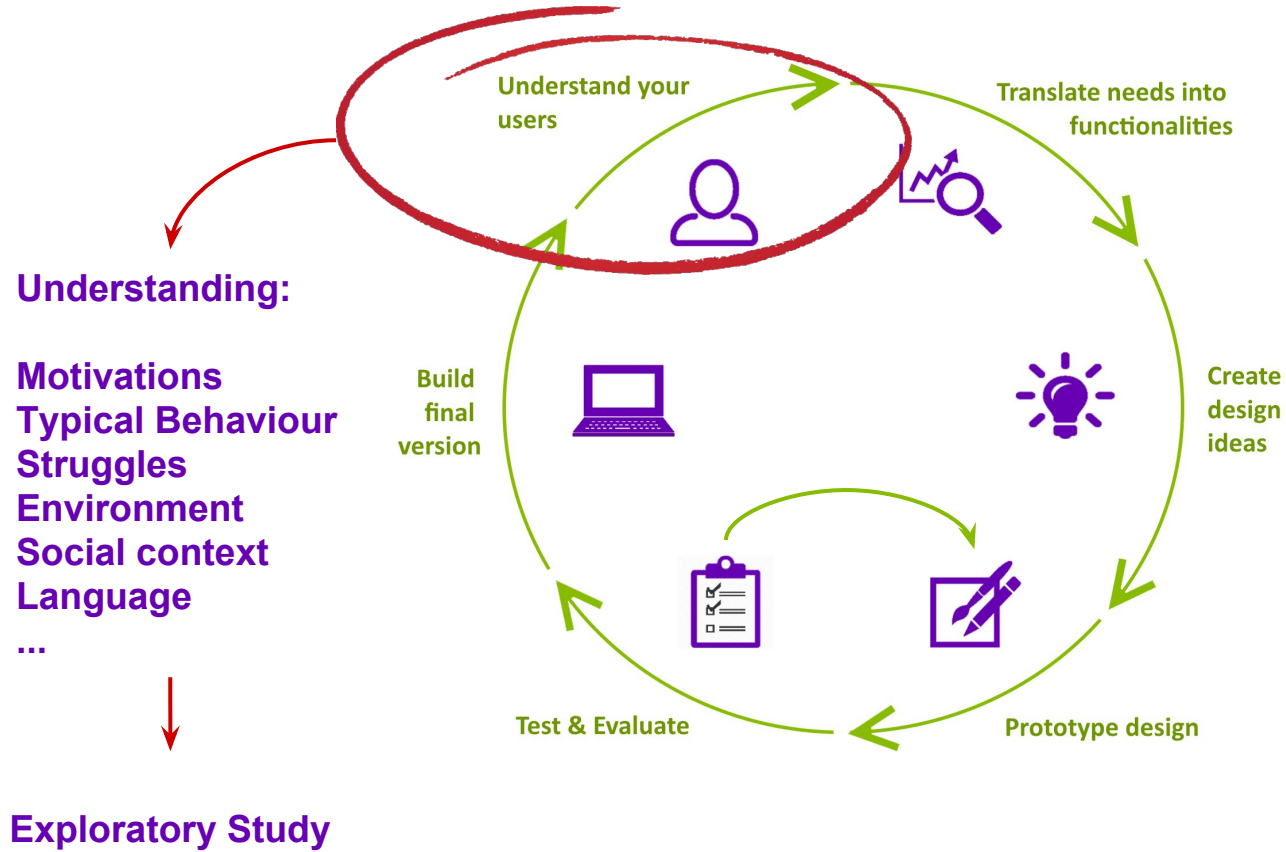 Understand your
users
Translate needs into
functionalities
Understanding:
Motivations
Typical Behaviour
Struggles
Environment
Social context
Language
...
Build
final
version
Create
design
ideas
Test & Evaluate
Prototype design
Exploratory Study